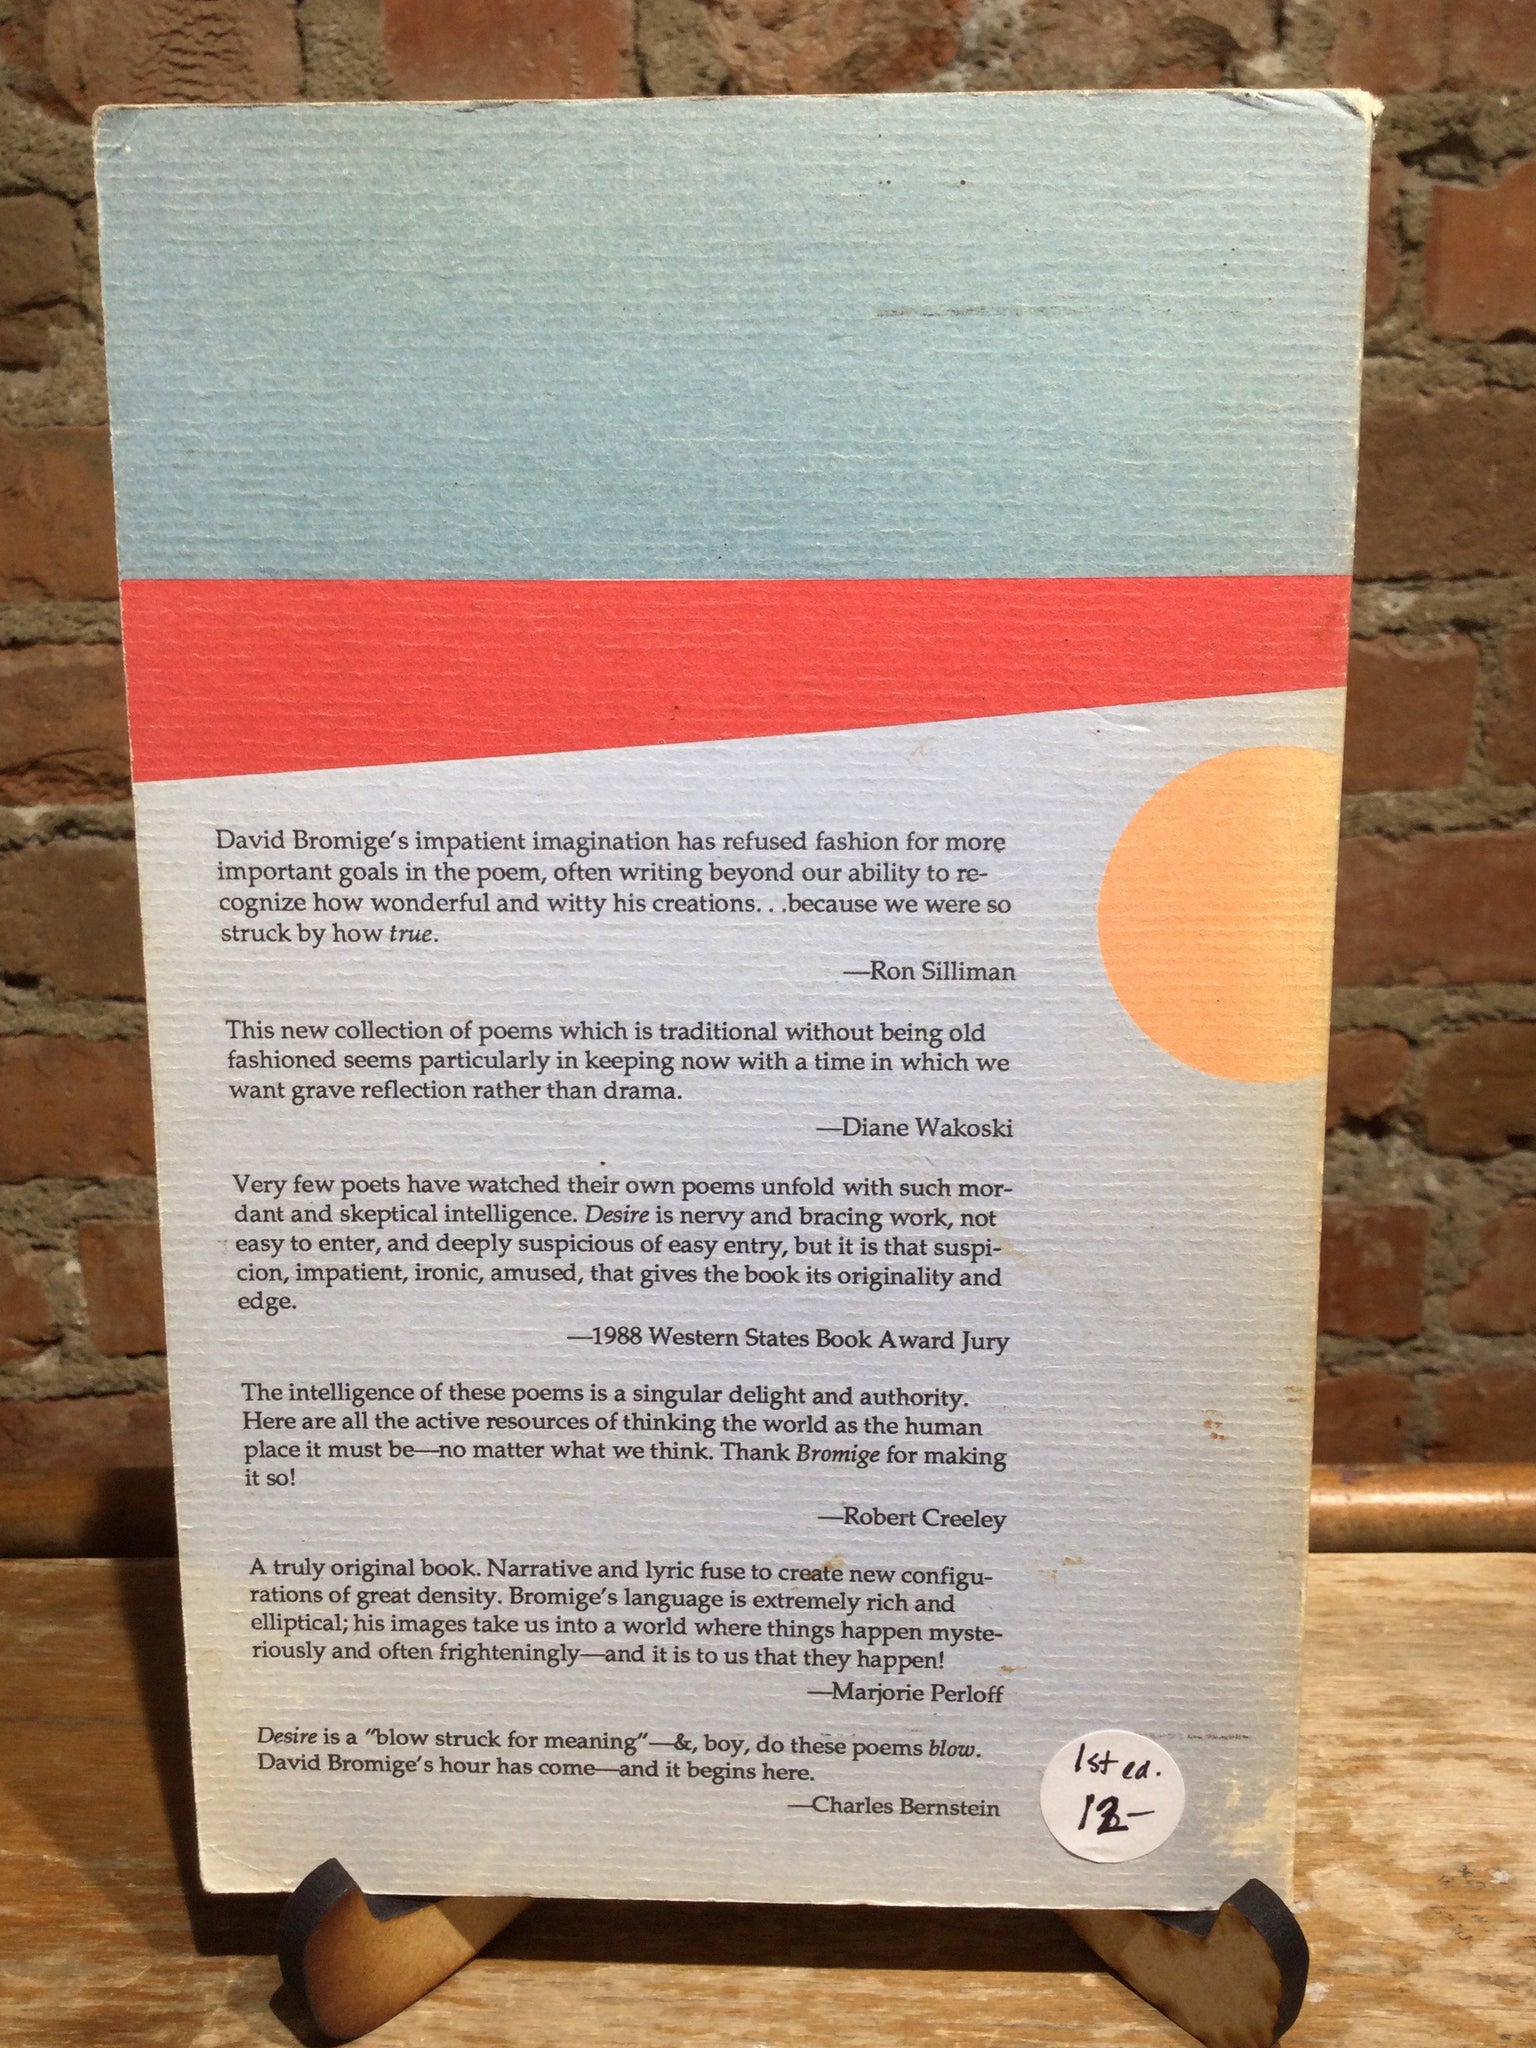 David Bromige's impatient imagination has refused fashion for more
important goals in the poem, often writing beyond our ability to re-
cognize how wonderful and witty his creations. . .because we were so
struck by how true.
—Ron Silliman
This new collection of poems which is traditional without being old
fashioned seems particularly in keeping now with a time in which we
want grave reflection rather than drama.
—Diane Wakoski
Very few poets have watched their own poems unfold with such mor-
dant and skeptical intelligence. Desire is nervy and bracing work, not
easy to enter, and deeply suspicious of easy entry, but it is that suspi-
cion, impatient, ironic, amused, that gives the book its originality and
edge.
—1988 Western States Book Award Jury
The intelligence of these poems is a singular delight and authority.
Here are all the active resources of thinking the world as the human
place it must be—no matter what we think. Thank Bromige for making
it so!
—Robert Creeley
A truly original book. Narrative and lyric fuse to create new configu-
rations of great density. Bromige's language is extremely rich and
elliptical; his images take us into a world where things happen myste-
riously and often frighteningly—and it is to us that they happen!
—Marjorie Perloff
Desire is a "blow struck for meaning"—&, boy, do these poems blow.
David Bromige's hour has come—and it begins here.
—Charles Bernstein
1st ed.